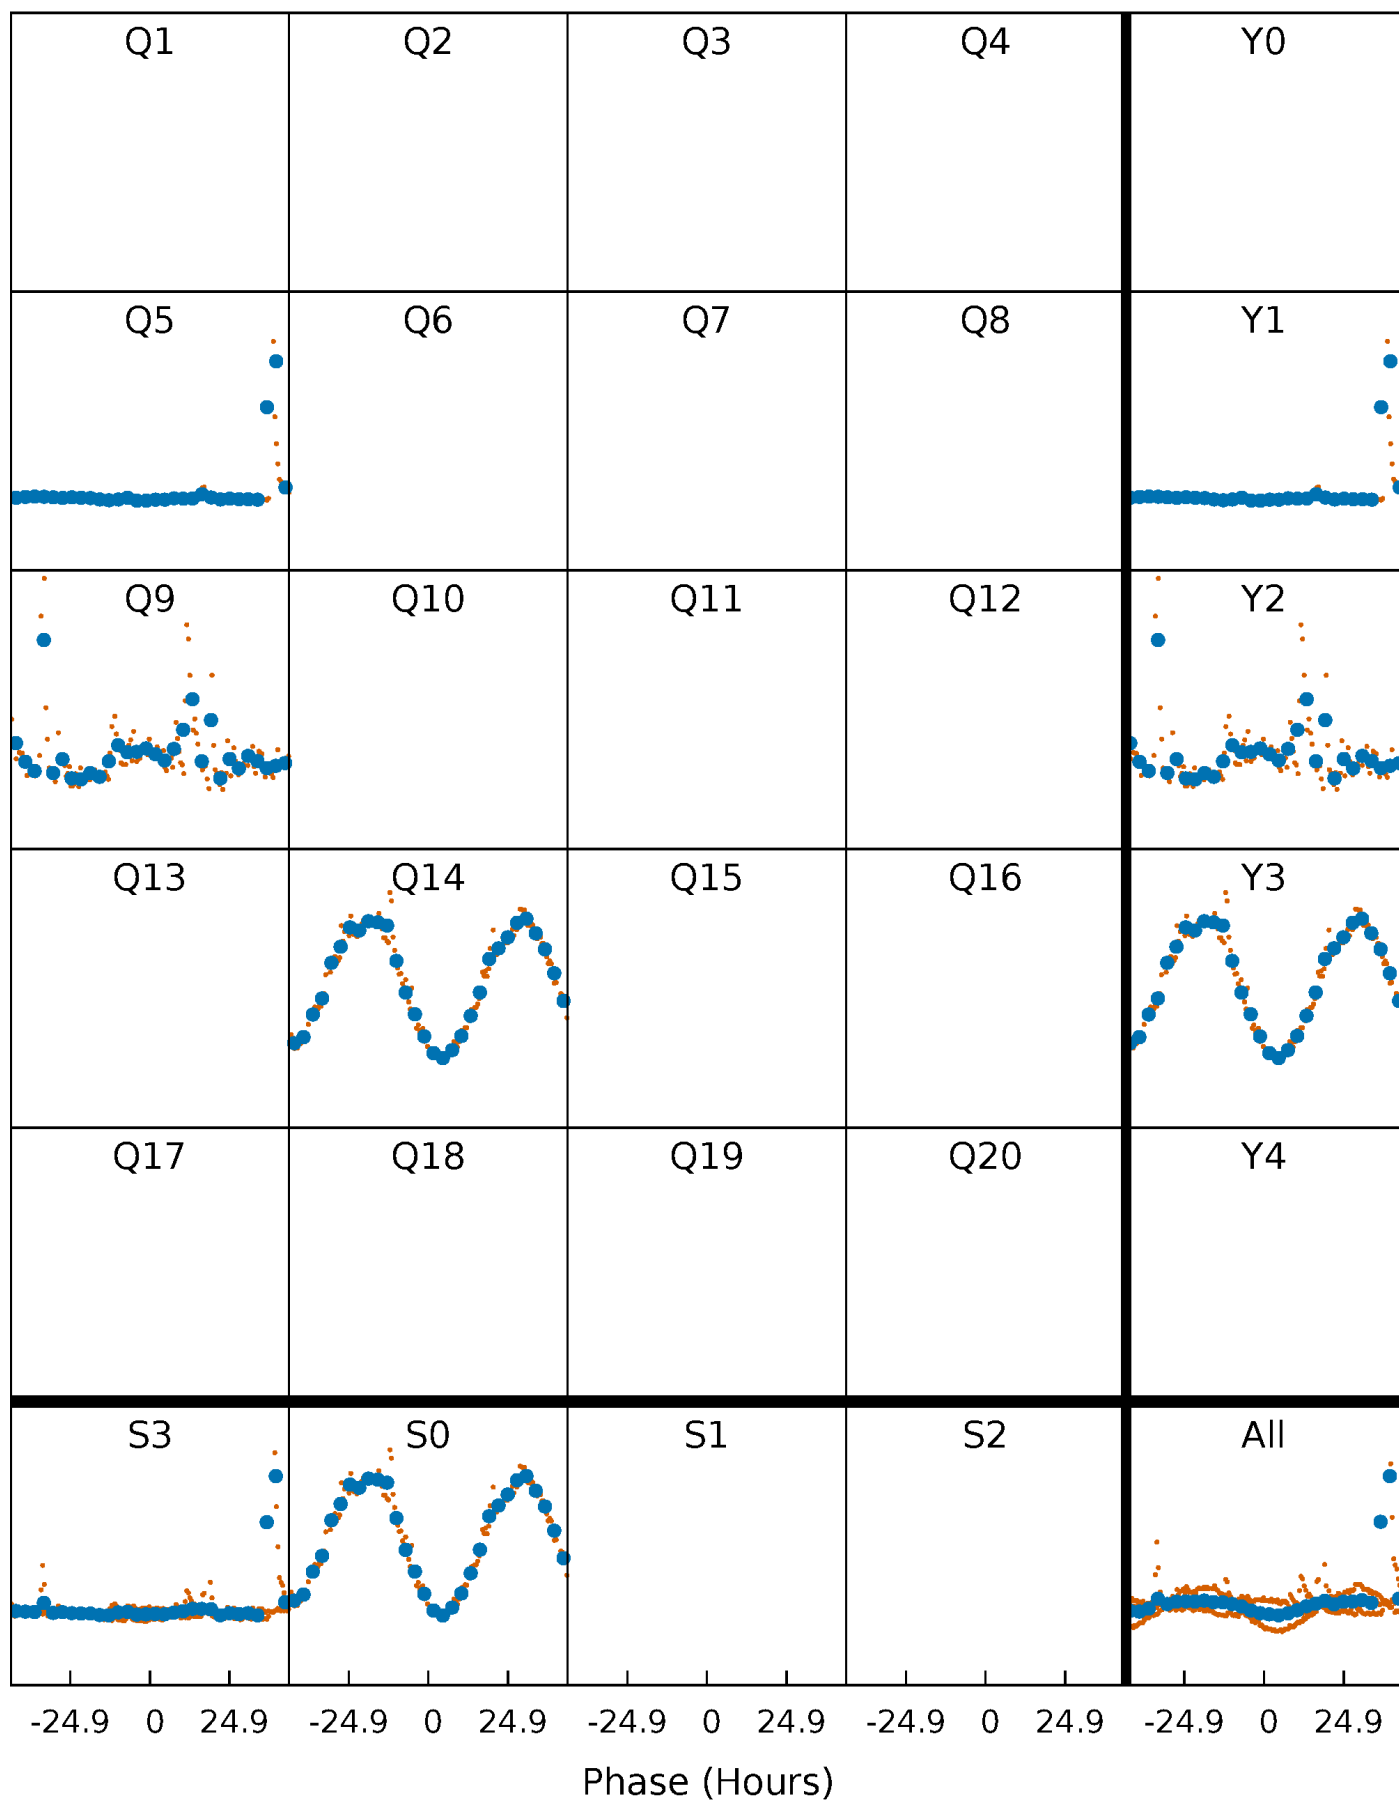 Q1 Q2 Q3 Q4 Y0
Q5 Q6 Q7 Q8 Y1
Q9 Q10 Q11 Q12 Y2
Q13 Q14 Q15 Q16 Y3
Q17 Q18 Q19 Q20 Y4
S3 S0 S1 S2 All
-24.9 0 24.9 -24.9 0 24.9 -24.9 0 24.9 -24.9 0 24.9 -24.9 0 24.9
Phase (Hours)